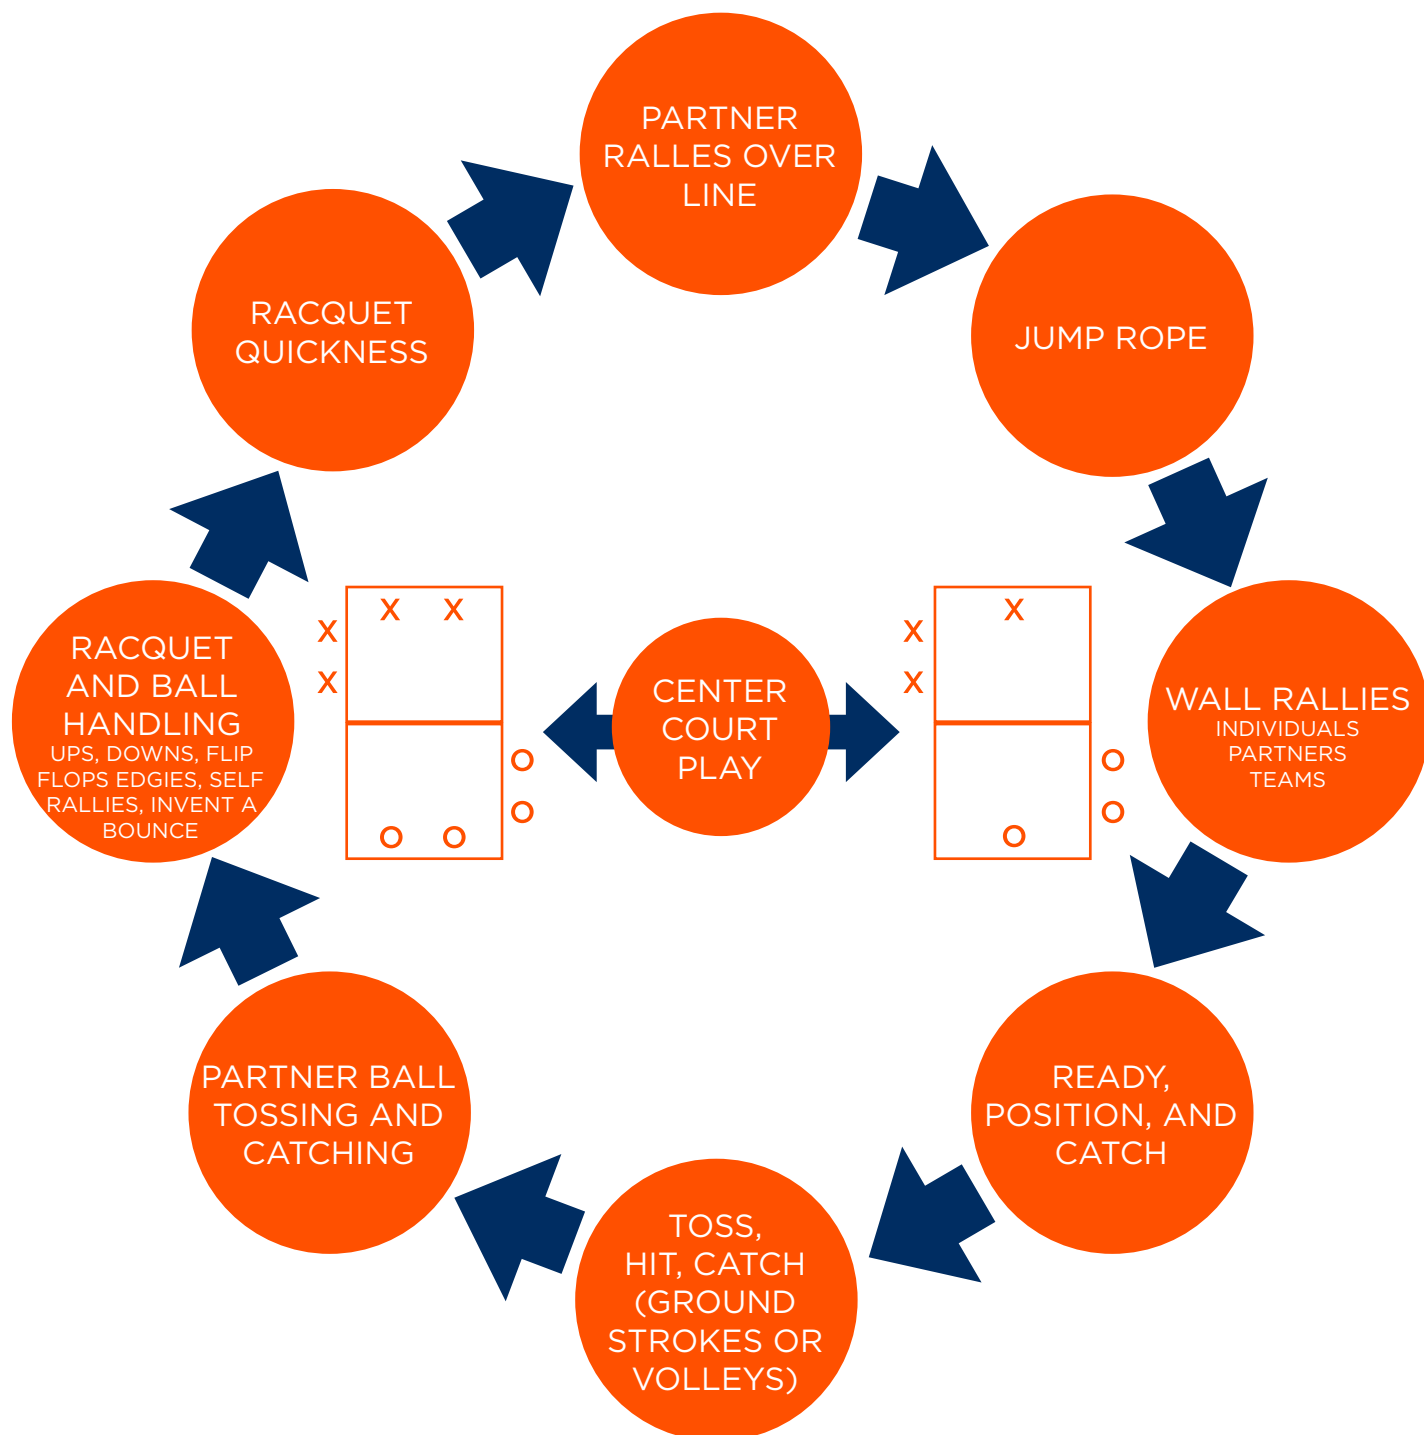 PARTNER
RALLES OVER
LINE
JUMP ROPE
WALL RALLIES
INDIVIDUALS
PARTNERS
TEAMS
READY,
POSITION, AND
CATCH
TOSS,
HIT, CATCH
(GROUND
STROKES OR
VOLLEYS)
PARTNER BALL
TOSSING AND
CATCHING
RACQUET
AND BALL
HANDLING
UPS, DOWNS, FLIP
FLOPS EDGIES, SELF
RALLIES, INVENT A
BOUNCE
RACQUET
QUICKNESS
X X
X
X
O
O
O O
CENTER
COURT
PLAY
X
X
X
O
O
O